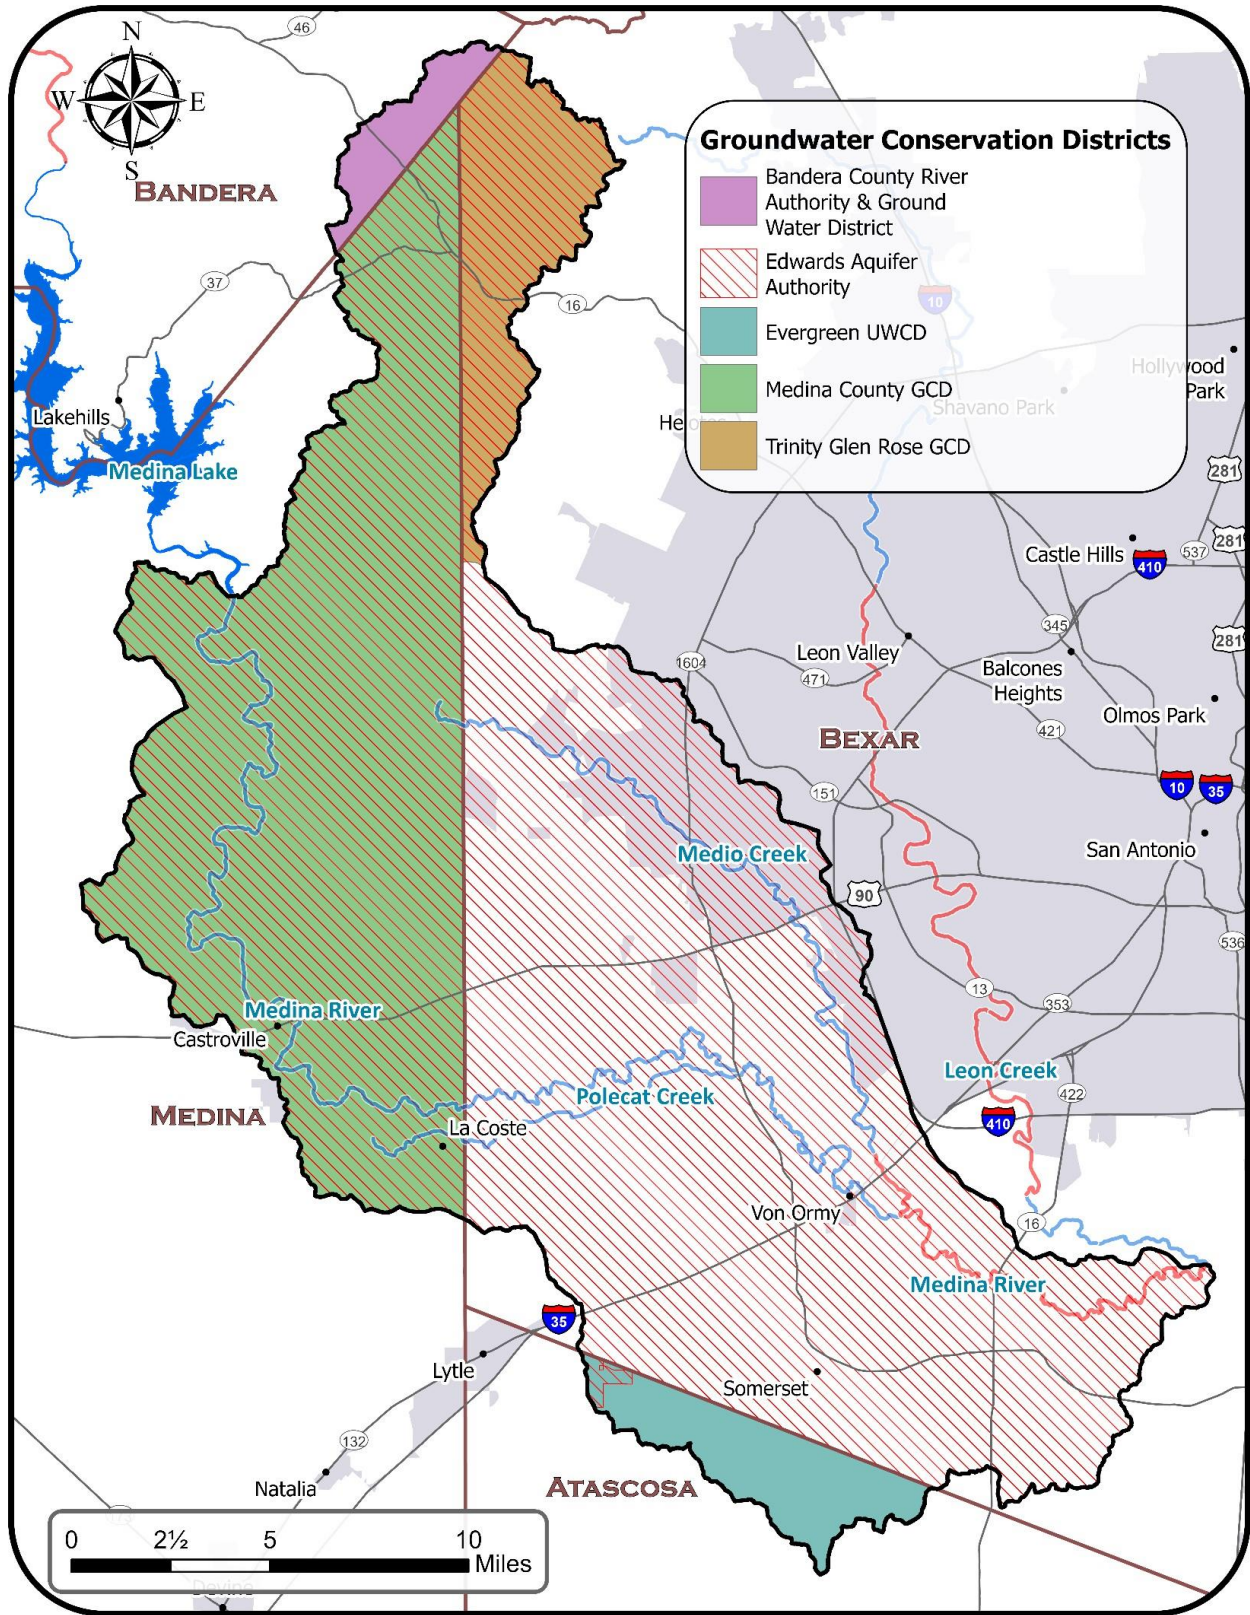 46
N
W
E
S
BANDERA
Groundwater Conservation Districts
Bandera County River
Authority & Ground
Water District
Edwards Aquifer
Authority
Evergreen UWCD
Medina County GCD
Trinity Glen Rose GCD
37
16
10
Hollywood
Park
Shavano Park
Lakehills
Medina Lake
281
Castle Hills
410
537
281
345
Leon Valley
281
1604
471
Balcones
Heights
Olmos Park
421
BEXAR
10
35
151
San Antonio
Medio Creek
90
536
13
353
Medina River
Castroville
Leon Creek
422
Polecat Creek
MEDINA
410
La Coste
Von Ormy
16
Medina River
35
Lytle
Somerset
132
Natalia
ATASCOSA
173
0
2½
5
10
Miles
Devine